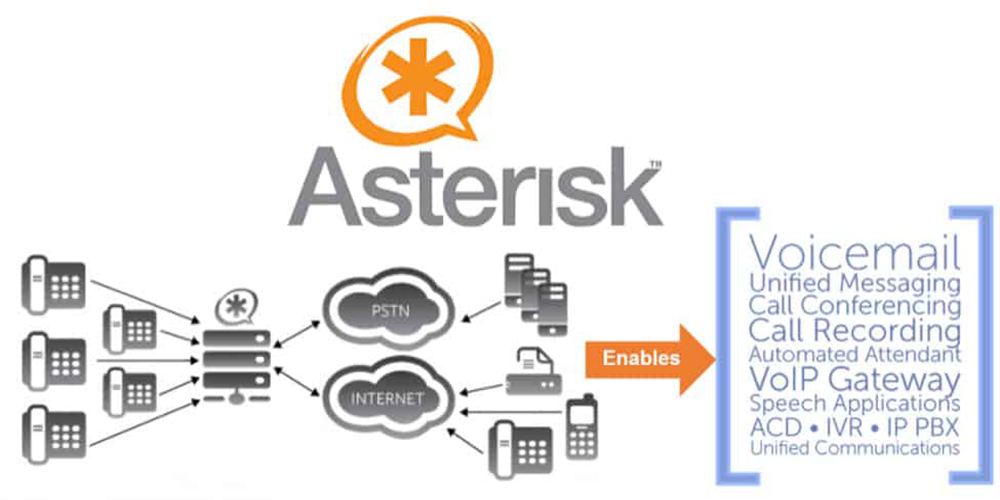 Asterisk™
PSTN
INTERNET
Enables
Voicemail
Unified Messaging
Call Conferencing
Call Recording
Automated Attendant
VoIP Gateway
Speech Applications
ACD • IVR • IP PBX
Unified Communications